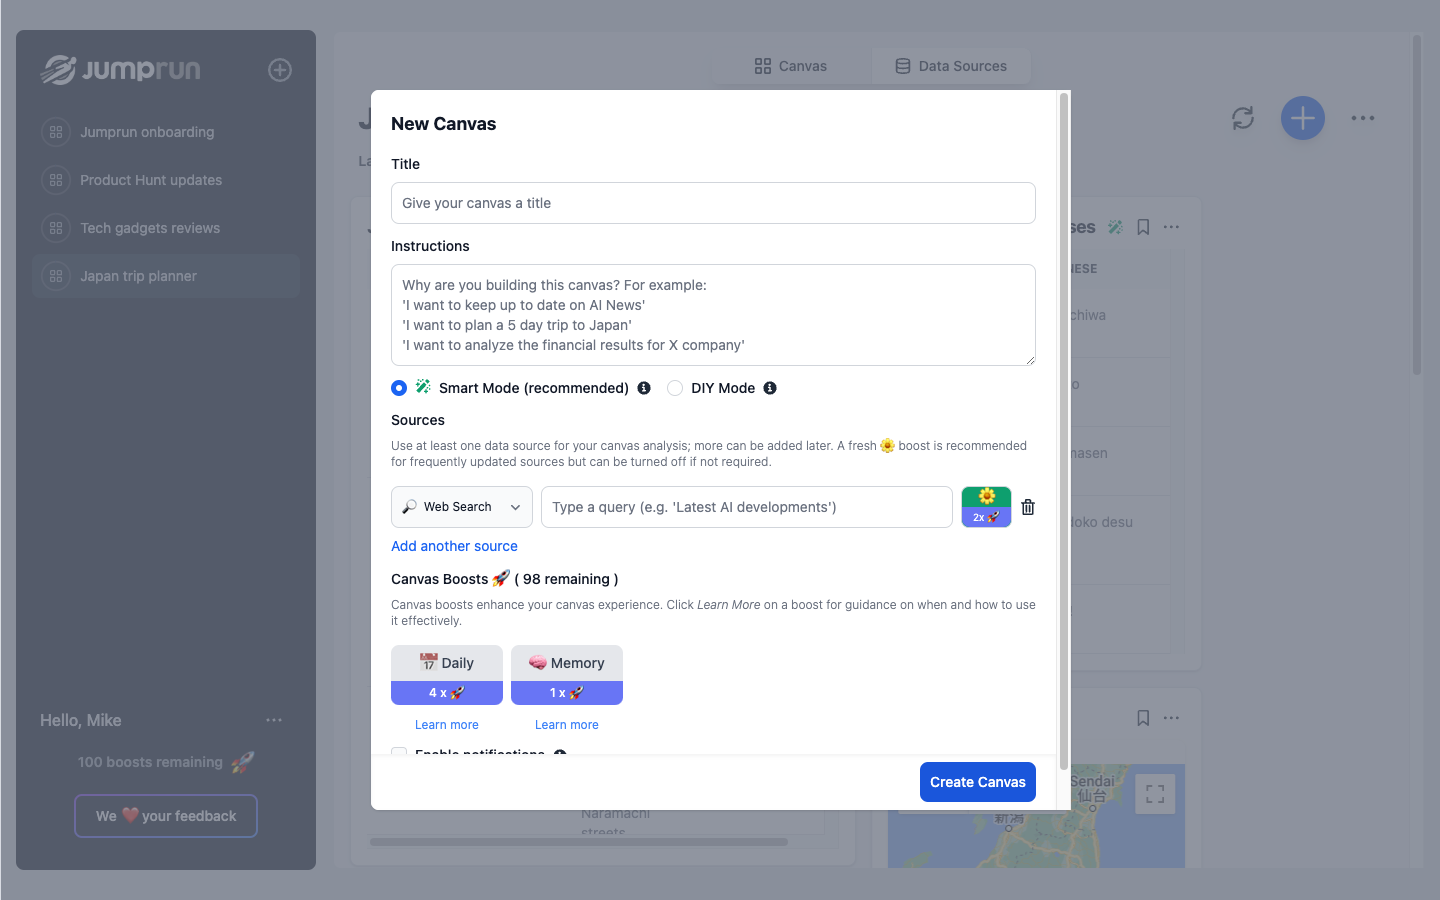 JUMPRUN
Jumprun onboarding
Product Hunt updates
Tech gadgets reviews
Japan trip planner
Hello, Mike
100 boosts remaining
We ❤️ your feedback
Canvas
Data Sources
New Canvas
Title
Give your canvas a title
Instructions
Why are you building this canvas? For example:
'I want to keep up to date on AI News'
'I want to plan a 5 day trip to Japan'
'I want to analyze the financial results for X company'
Smart Mode (recommended)
DIY Mode
Sources
Use at least one data source for your canvas analysis; more can be added later. A fresh 🌼 boost is recommended
for frequently updated sources but can be turned off if not required.
Web Search
Type a query (e.g. 'Latest AI developments')
2x 🚀
Add another source
Canvas Boosts 🚀 ( 98 remaining )
Canvas boosts enhance your canvas experience. Click Learn More on a boost for guidance on when and how to use
it effectively.
Daily
4 x 🚀
Learn more
Memory
1 x 🚀
Learn more
Enable notifications
Create Canvas
doko desu
Naramachi
streets
Sendai
仙台
新潟